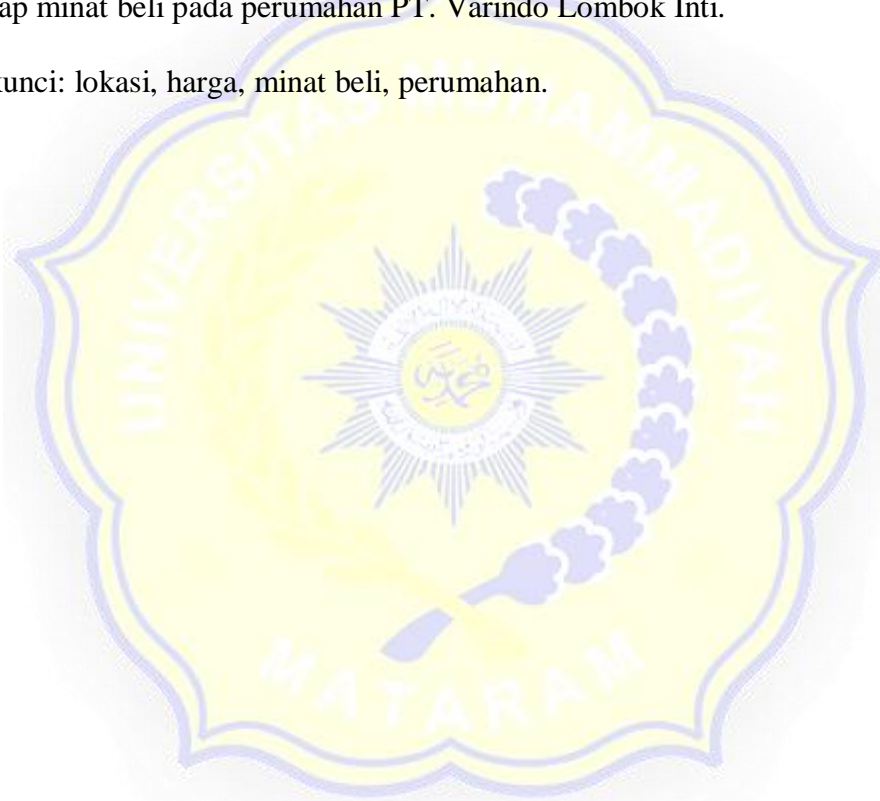 ap minat beli pada perumahan PT. Varindo Lombok Inti.
unci: lokasi, harga, minat beli, perumahan.
UNIVERSITAS MUHAMMADIYAH
MATARAM